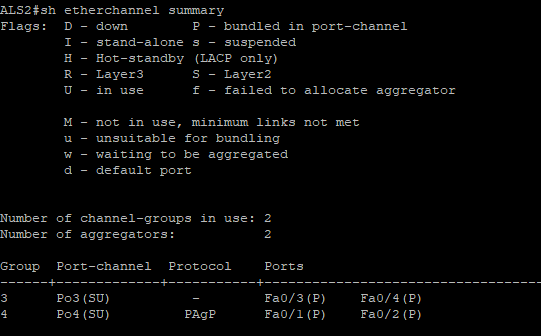 ALS2#sh etherchannel summary
Flags:  D - down        P - bundled in port-channel
        I - stand-alone s - suspended
        H - Hot-standby (LACP only)
        R - Layer3      S - Layer2
        U - in use      f - failed to allocate aggregator

        M - not in use, minimum links not met
        u - unsuitable for bundling
        w - waiting to be aggregated
        d - default port


Number of channel-groups in use: 2
Number of aggregators:           2

Group  Port-channel  Protocol    Ports
------+-------------+-----------+-----------------------------------
3      Po3(SU)          -        Fa0/3(P)    Fa0/4(P)
4      Po4(SU)         PAgP      Fa0/1(P)    Fa0/2(P)